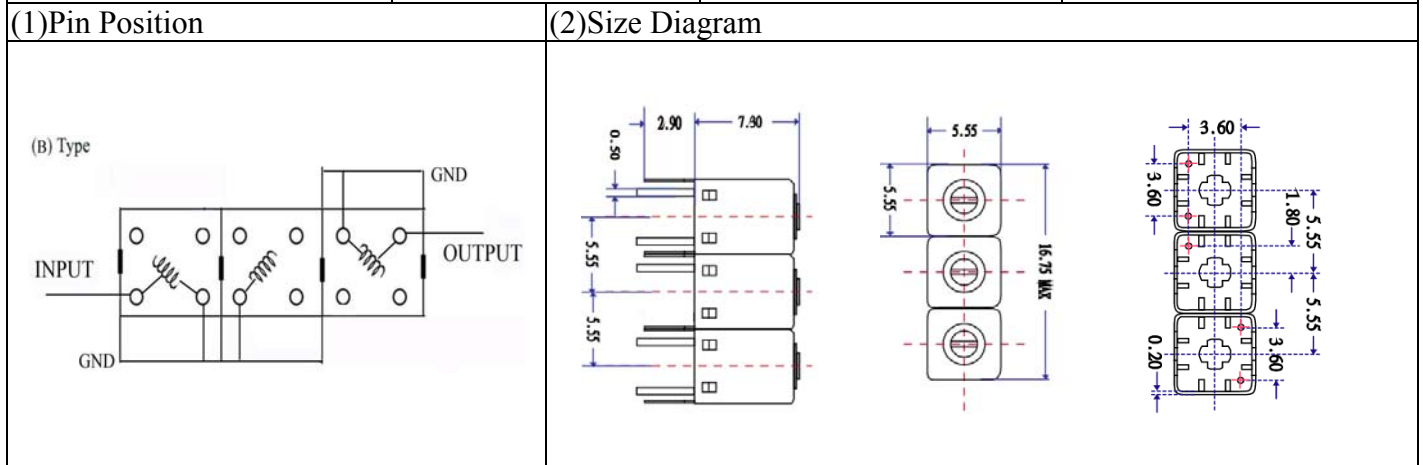 (1)Pin Position
(2)Size Diagram
(B) Type
GND
INPUT
OUTPUT
GND
2.90
7.80
0.50
5.55
5.55
5.55
5.55
16.75 MAX
3.60
3.60
1.80
5.55
5.55
3.60
0.20